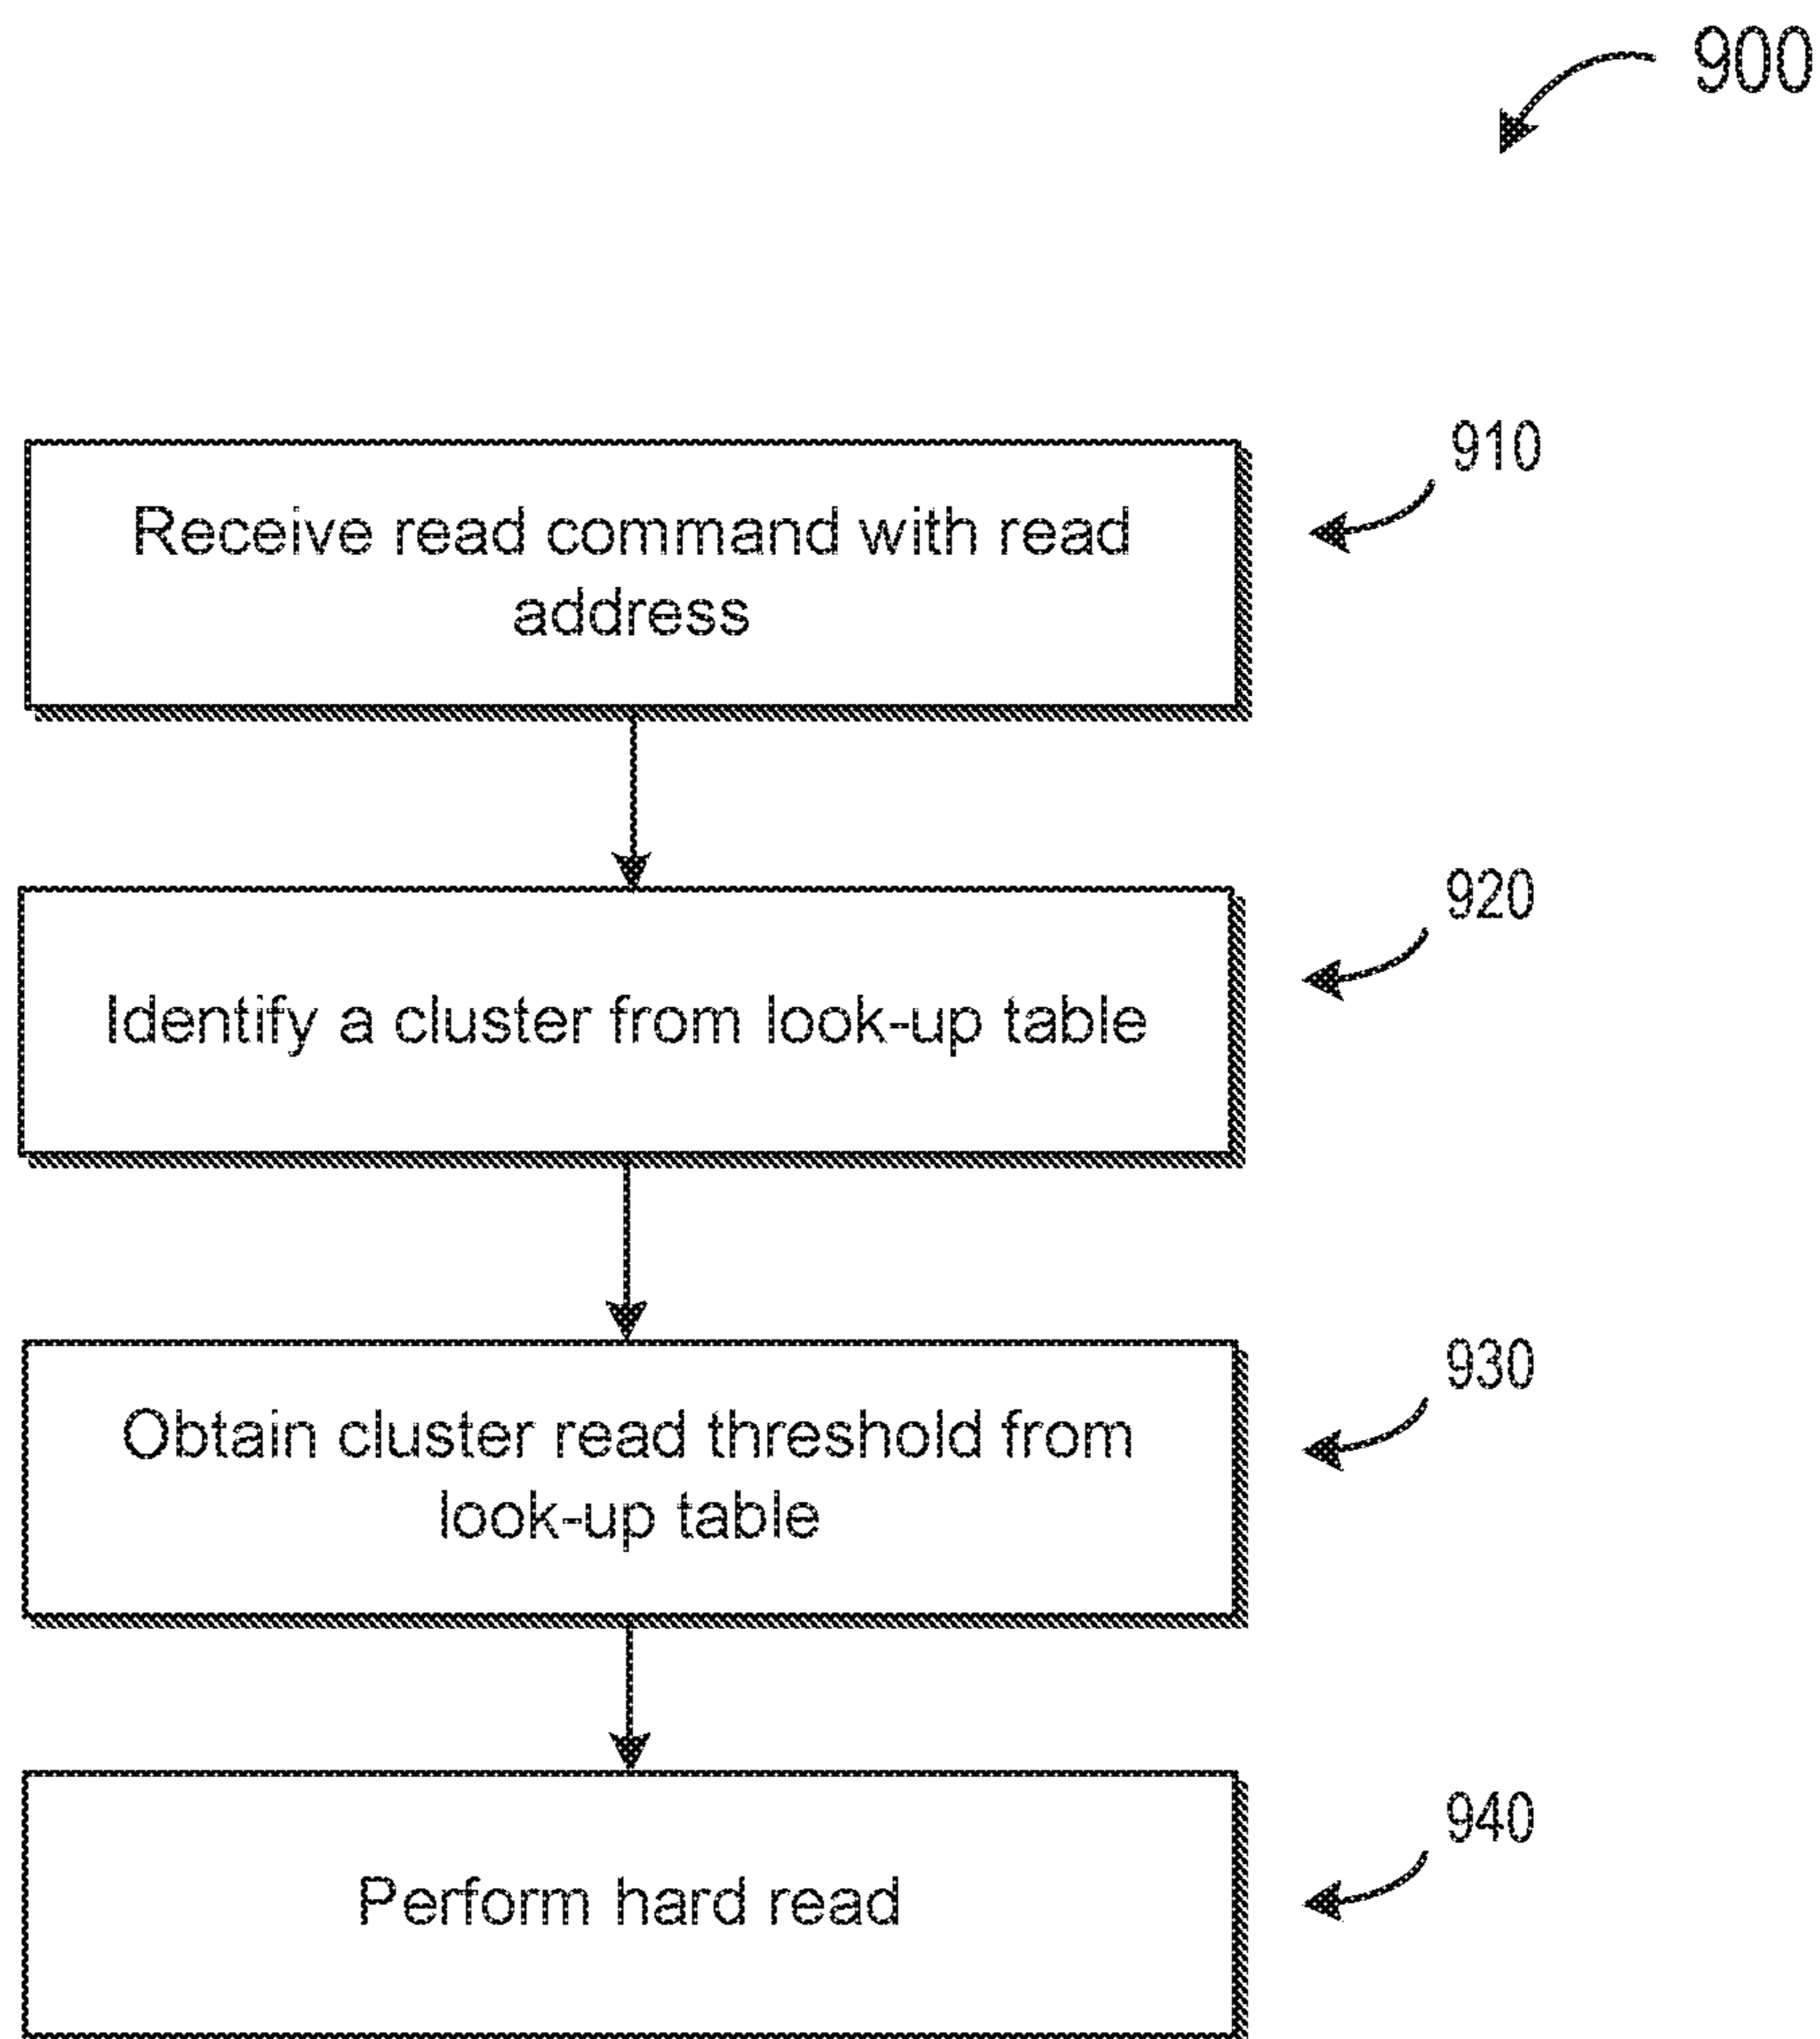 900
910
Receive read command with read
address
920
Identify a cluster from look-up table
930
Obtain cluster read threshold from
look-up table
940
Perform hard read